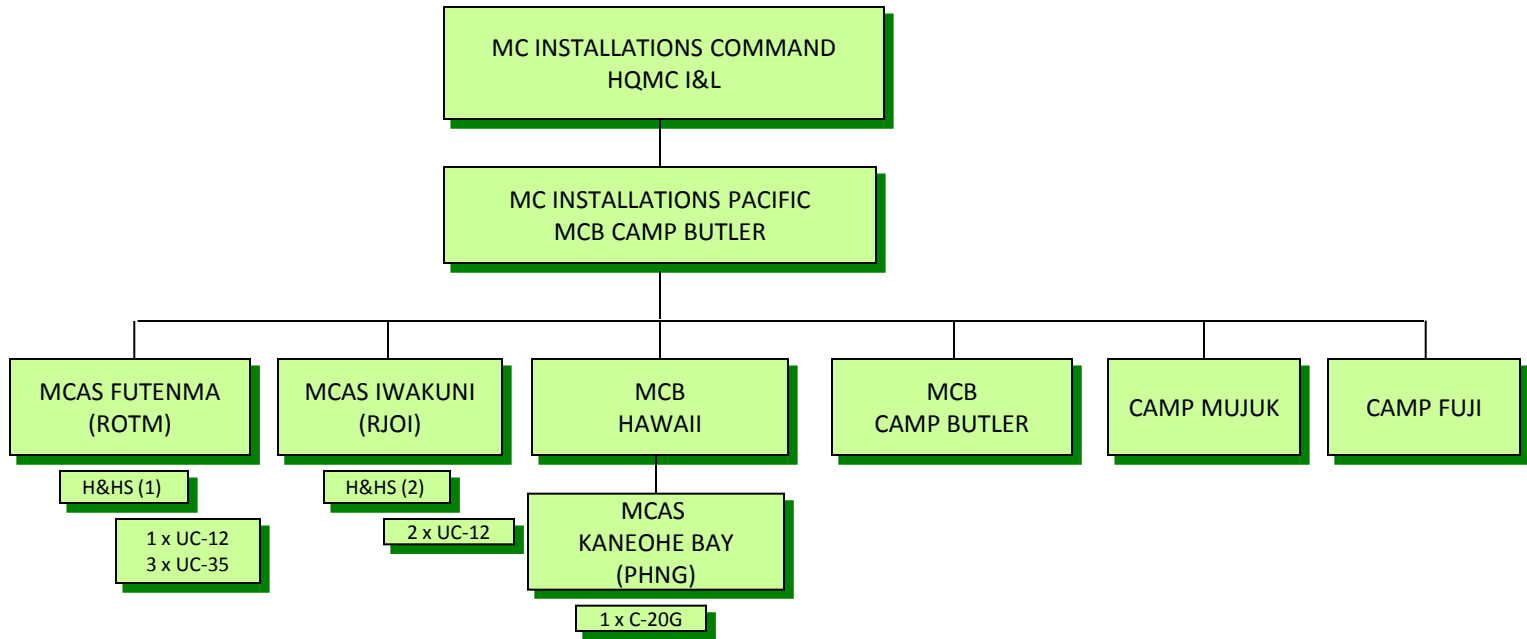 MC INSTALLATIONS COMMAND
HQMC I&L
MC INSTALLATIONS PACIFIC
MCB CAMP BUTLER
MCAS FUTENMA
(ROTM)
H&HS (1)
1 x UC-12
3 x UC-35
MCAS IWAKUNI
(RJOI)
H&HS (2)
2 x UC-12
MCB
HAWAII
MCAS
KANEOHE BAY
(PHNG)
1 x C-20G
MCB
CAMP BUTLER
CAMP MUJUK
CAMP FUJI